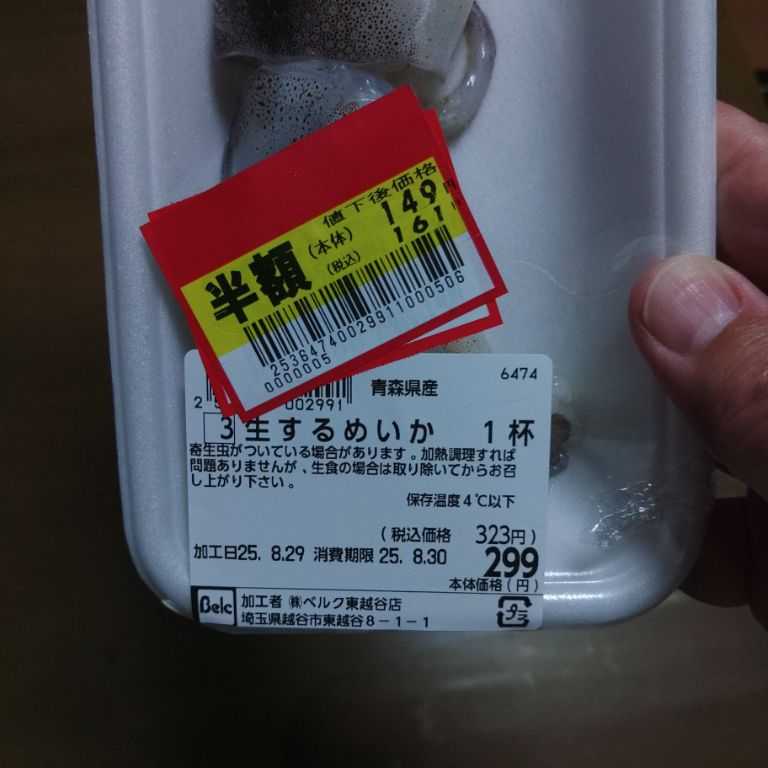 値下後価格
半額
(本体) 149円
(税込) 161円
25364740029911000506
0000005
青森県産
6474
002991
3 生するめいか 1杯
寄生虫がついている場合があります。加熱調理すれば
問題ありませんが、生食の場合は取り除いてからお召
し上がり下さい。
保存温度4℃以下
(税込価格 323円)
加工日25. 8.29 消費期限 25. 8.30 299
本体価格(円)
Belc 加工者 ㈱ベルク東越谷店
埼玉県越谷市東越谷8-1-1
プラ